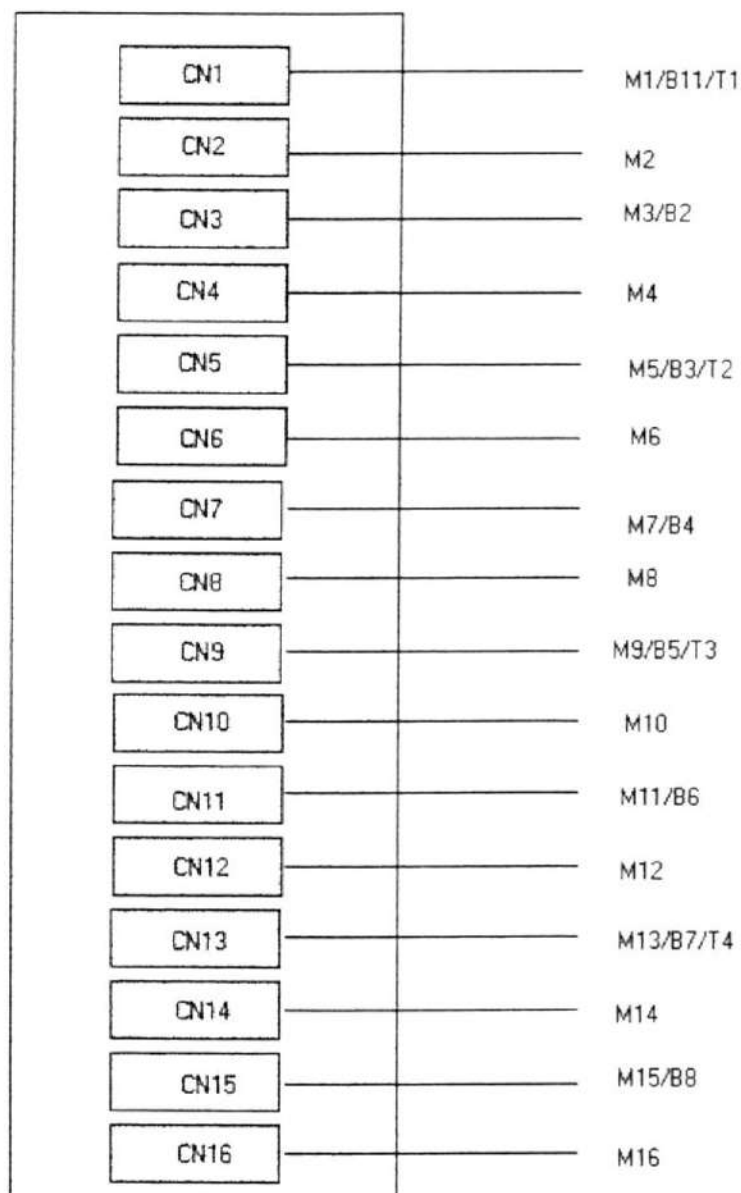 CN1 M1/B11/T1
CN2 M2
CN3 M3/B2
CN4 M4
CN5 M5/B3/T2
CN6 M6
CN7 M7/B4
CN8 M8
CN9 M9/B5/T3
CN10 M10
CN11 M11/B6
CN12 M12
CN13 M13/B7/T4
CN14 M14
CN15 M15/B8
CN16 M16